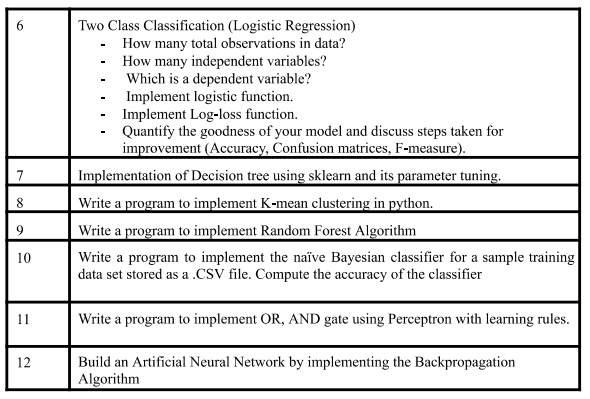 6 Two Class Classification (Logistic Regression)
- How many total observations in data?
- How many independent variables?
- Which is a dependent variable?
- Implement logistic function.
- Implement Log-loss function.
- Quantify the goodness of your model and discuss steps taken for
improvement (Accuracy, Confusion matrices, F-measure).
7 Implementation of Decision tree using sklearn and its parameter tuning.
8 Write a program to implement K-mean clustering in python.
9 Write a program to implement Random Forest Algorithm
10 Write a program to implement the naïve Bayesian classifier for a sample training
data set stored as a .CSV file. Compute the accuracy of the classifier
11 Write a program to implement OR, AND gate using Perceptron with learning rules.
12 Build an Artificial Neural Network by implementing the Backpropagation
Algorithm